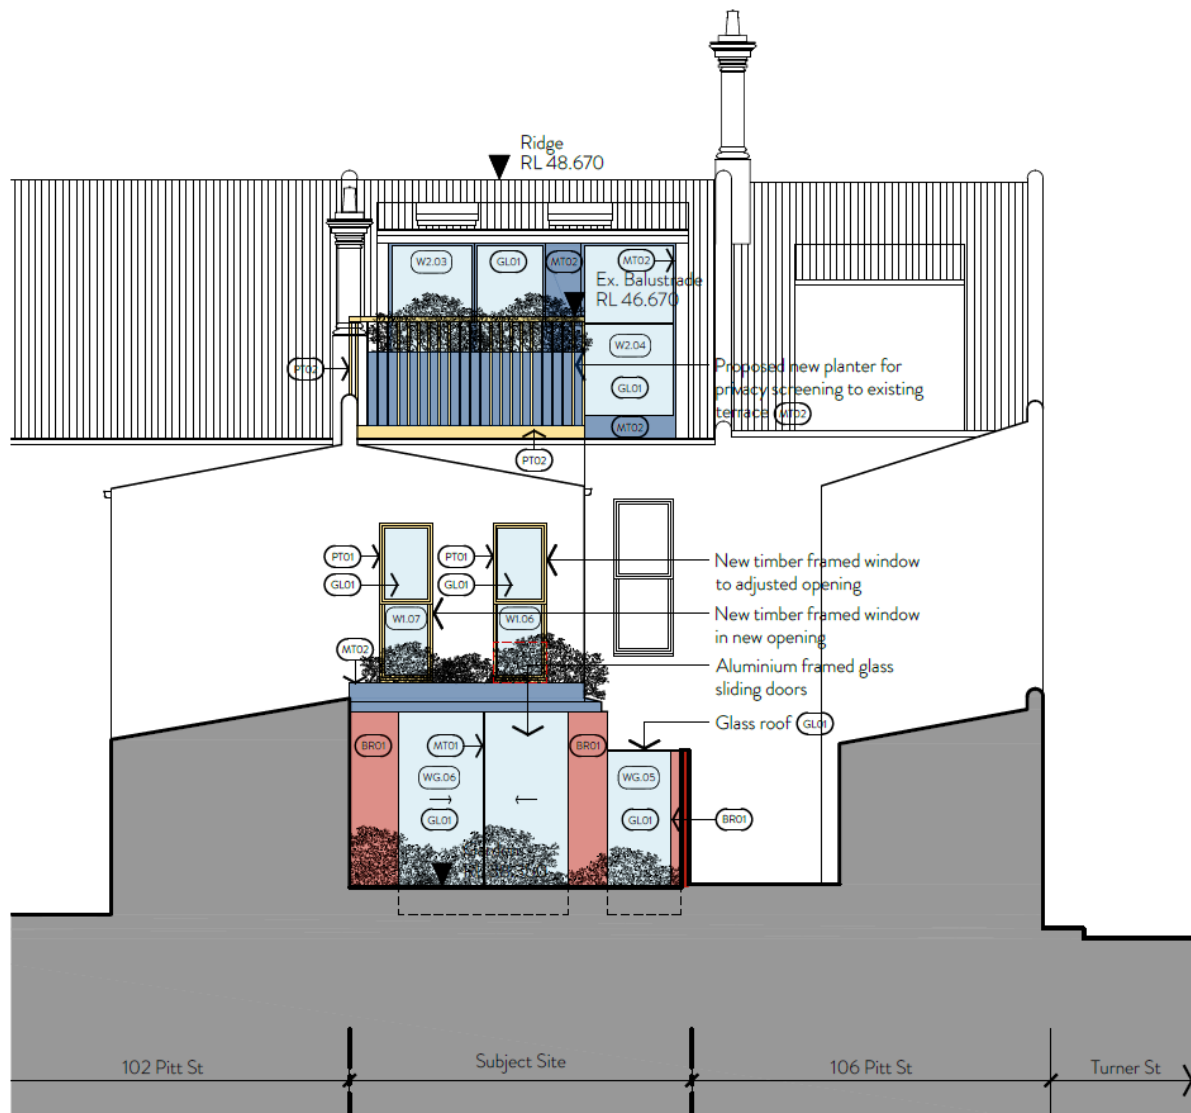 Ridge
RL 48.670
W2.03
GL01
MT02
MT02
Ex. Balustrade
RL 46.670
W2.04
PT02
Proposed new planter for
privacy screening to existing
terrace MT02
GL01
MT02
PT02
PT01
PT01
New timber framed window
to adjusted opening
GL01
GL01
W1.07
W1.06
New timber framed window
in new opening
MT02
Aluminium framed glass
sliding doors
Glass roof GL01
BR01
MT01
BR01
WG.06
WG.05
GL01
GL01
BR01
102 Pitt St
Subject Site
106 Pitt St
Turner St